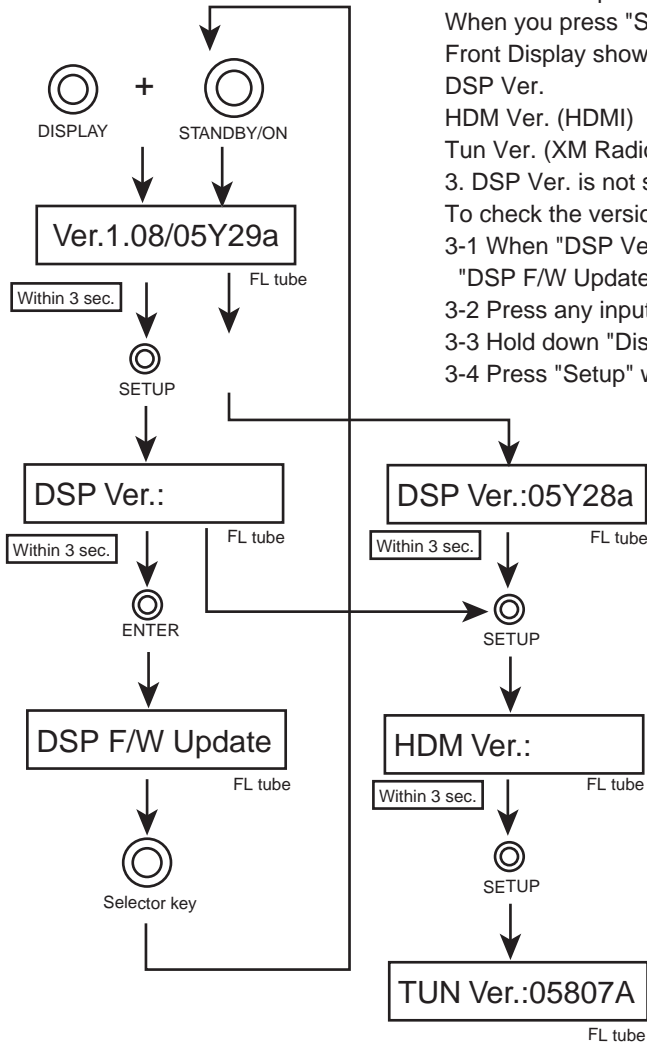 When you press "S
Front Display show
DSP Ver.
HDM Ver. (HDMI)
Tun Ver. (XM Radio
3. DSP Ver. is not s
To check the versio
3-1 When "DSP Ve
"DSP F/W Update
3-2 Press any input
3-3 Hold down "Dis
3-4 Press "Setup" w
+
DISPLAY
STANDBY/ON
Ver.1.08/05Y29a
FL tube
Within 3 sec.
SETUP
DSP Ver.:
FL tube
Within 3 sec.
ENTER
DSP F/W Update
FL tube
Selector key
DSP Ver.:05Y28a
FL tube
Within 3 sec.
SETUP
HDM Ver.:
FL tube
Within 3 sec.
SETUP
TUN Ver.:05807A
FL tube